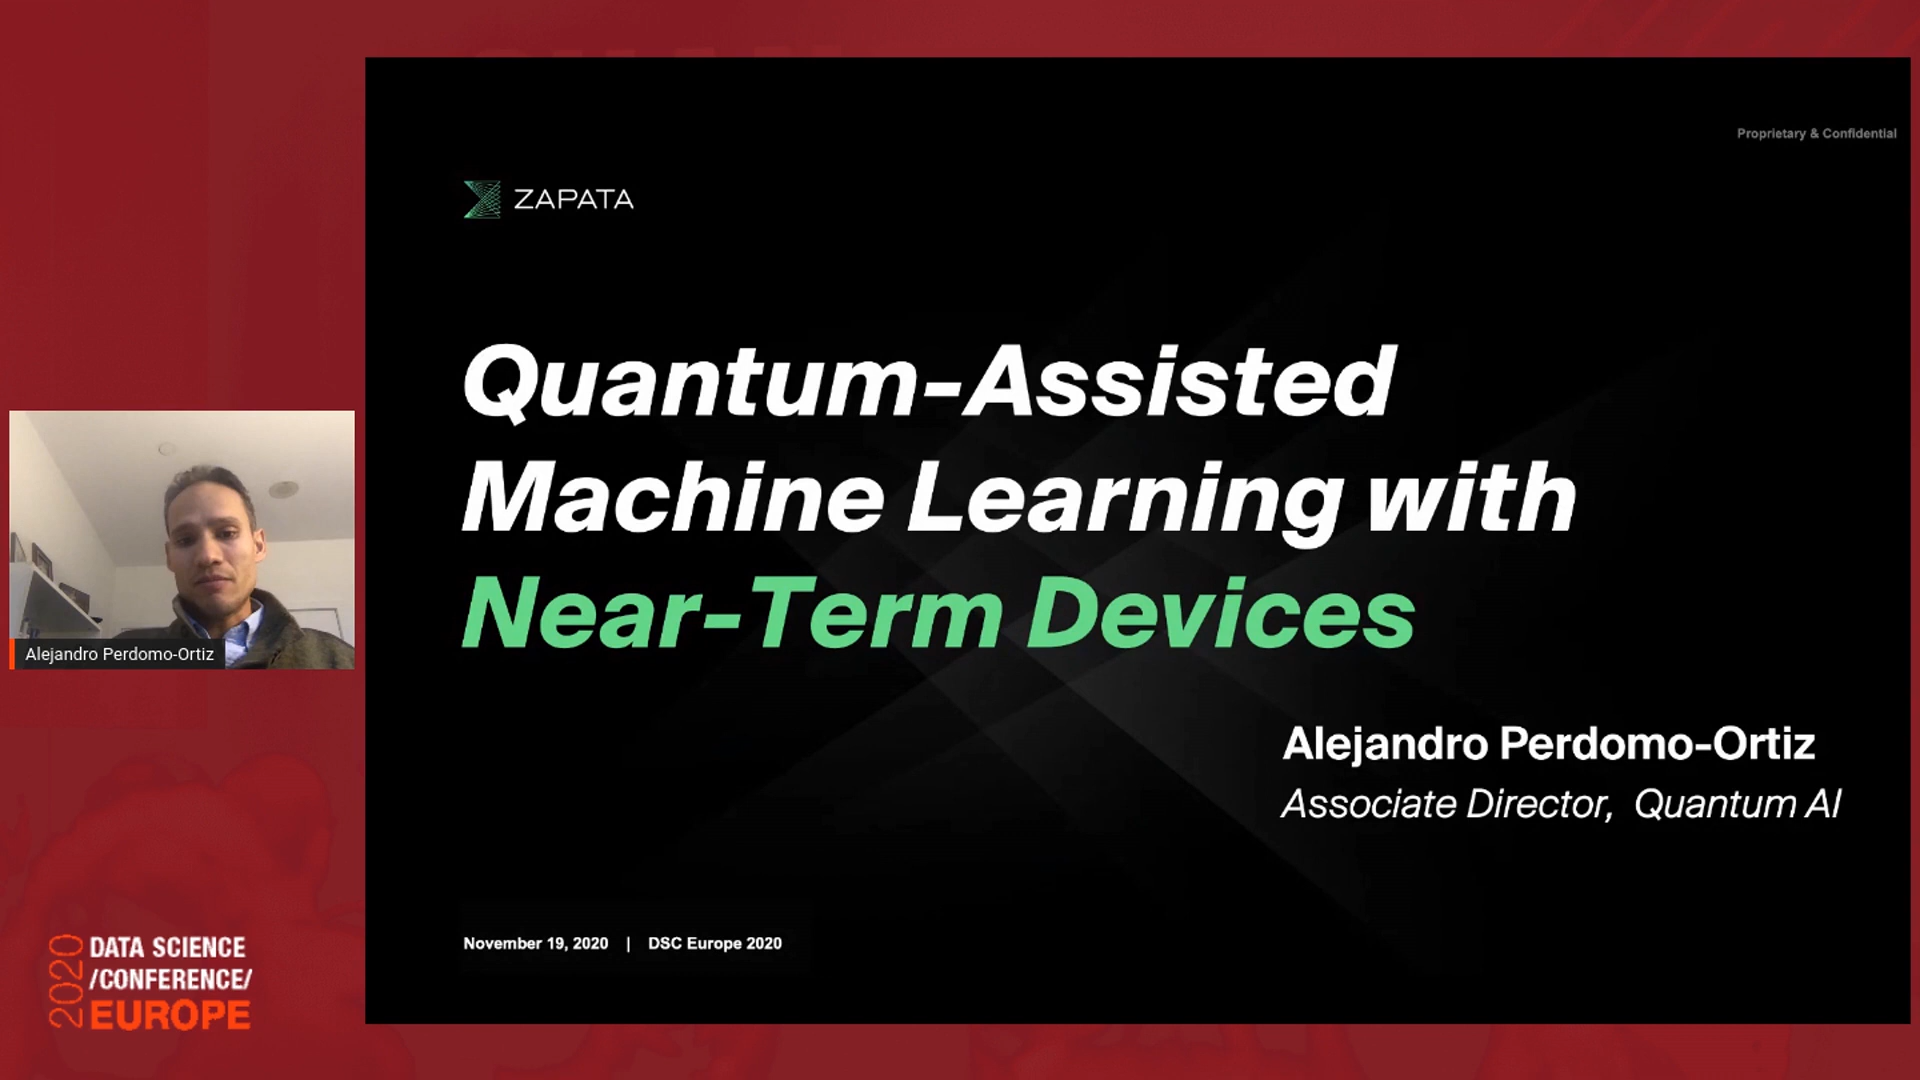 Proprietary & Confidential
ZAPATA
Quantum-Assisted
Machine Learning with
Near-Term Devices
Alejandro Perdomo-Ortiz
Associate Director, Quantum AI
November 19, 2020 | DSC Europe 2020
Alejandro Perdomo-Ortiz
2020
DATA SCIENCE
/CONFERENCE/
EUROPE